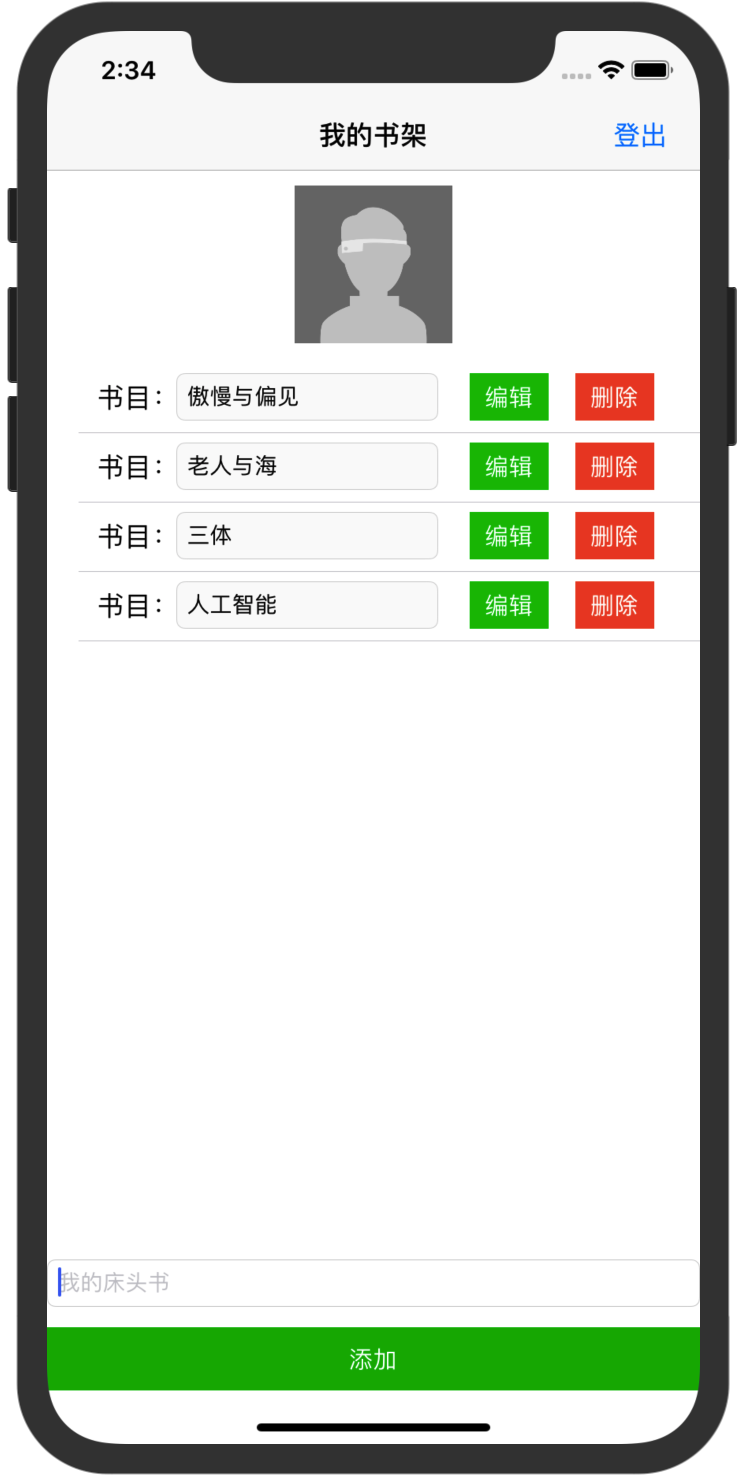 2:34
我的书架 登出
书目： 傲慢与偏见 编辑 删除
书目： 老人与海 编辑 删除
书目： 三体 编辑 删除
书目： 人工智能 编辑 删除
我的床头书
添加